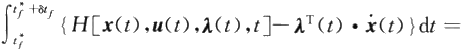 ∫_{t_f^*}^{t_f^*+δt_f} {H[x(t),u(t),λ(t),t]−λ^T(t)·ẋ(t)}dt=